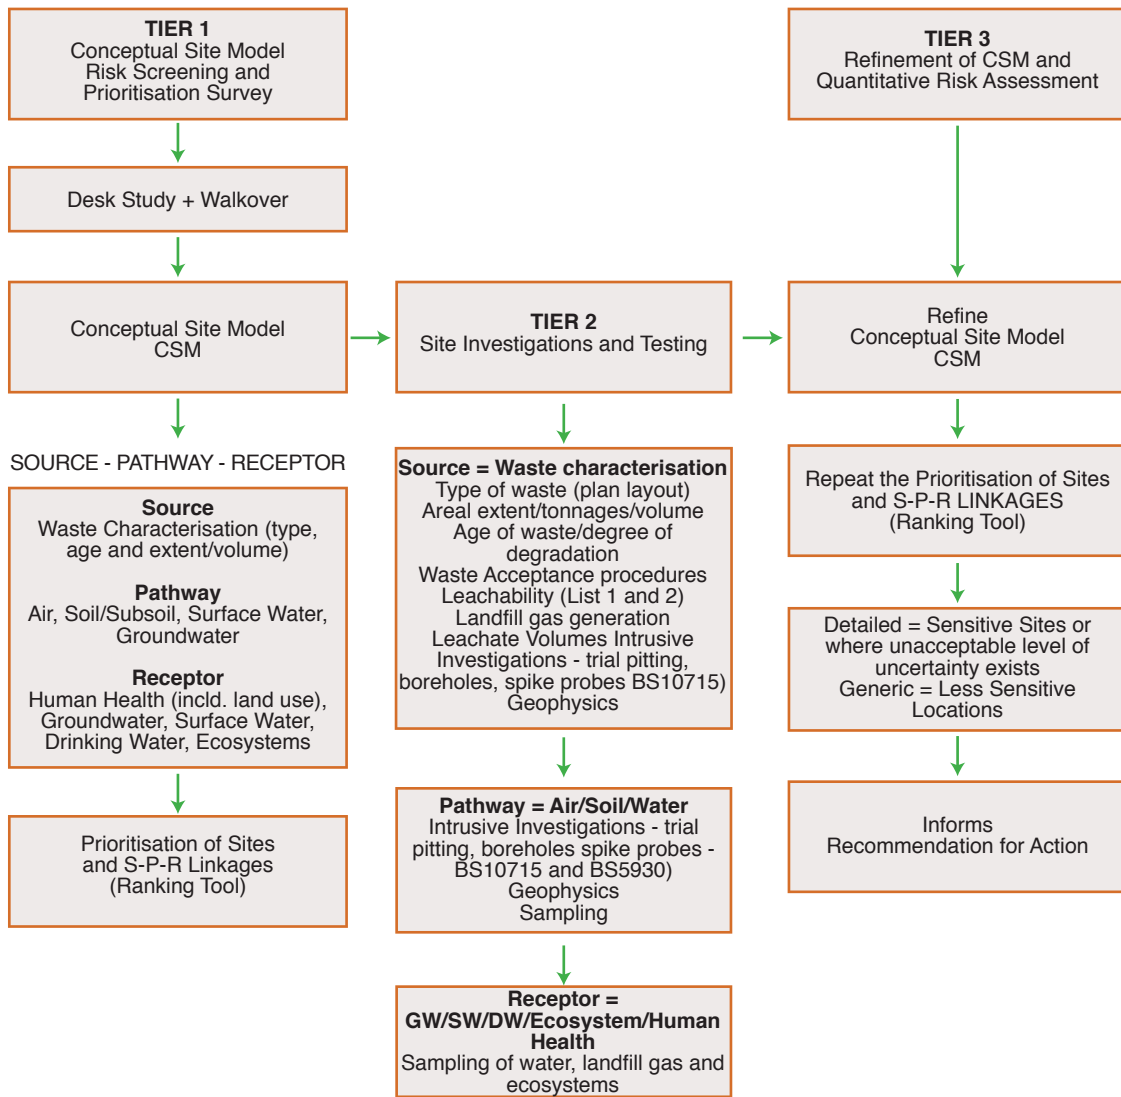 TIER 1
Conceptual Site Model
Risk Screening and
Prioritisation Survey
Desk Study + Walkover
Conceptual Site Model
CSM
SOURCE - PATHWAY - RECEPTOR
Source
Waste Characterisation (type,
age and extent/volume)
Pathway
Air, Soil/Subsoil, Surface Water,
Groundwater
Receptor
Human Health (incld. land use),
Groundwater, Surface Water,
Drinking Water, Ecosystems
Prioritisation of Sites
and S-P-R Linkages
(Ranking Tool)
TIER 2
Site Investigations and Testing
Source = Waste characterisation
Type of waste (plan layout)
Areal extent/tonnages/volume
Age of waste/degree of
degradation
Waste Acceptance procedures
Leachability (List 1 and 2)
Landfill gas generation
Leachate Volumes Intrusive
Investigations - trial pitting,
boreholes, spike probes BS10715)
Geophysics
Pathway = Air/Soil/Water
Intrusive Investigations - trial
pitting, boreholes spike probes -
BS10715 and BS5930)
Geophysics
Sampling
Receptor =
GW/SW/DW/Ecosystem/Human
Health
Sampling of water, landfill gas and
ecosystems
TIER 3
Refinement of CSM and
Quantitative Risk Assessment
Refine
Conceptual Site Model
CSM
Repeat the Prioritisation of Sites
and S-P-R LINKAGES
(Ranking Tool)
Detailed = Sensitive Sites or
where unacceptable level of
uncertainty exists
Generic = Less Sensitive
Locations
Informs
Recommendation for Action